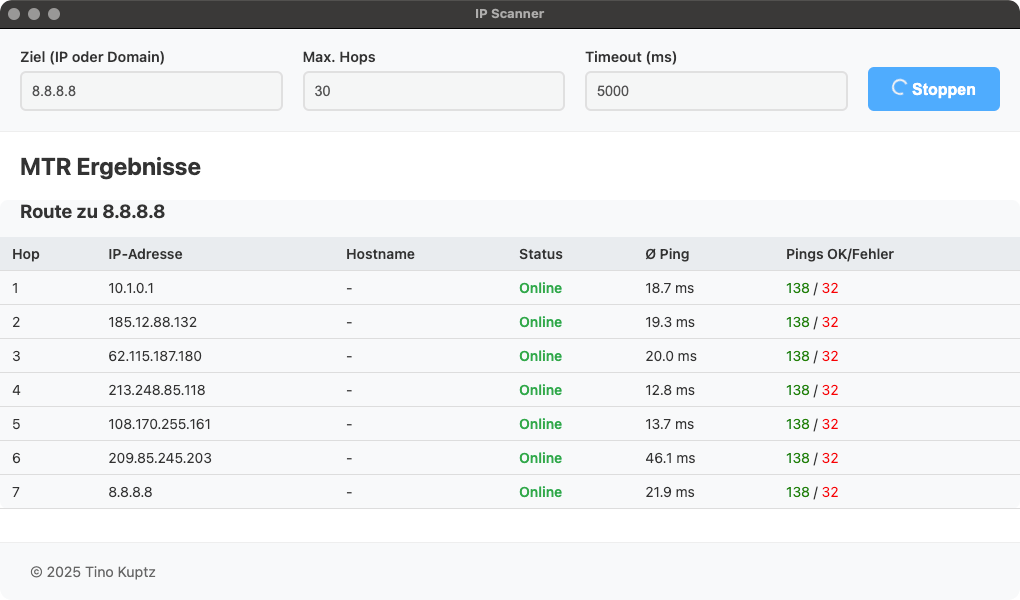 IP Scanner
Ziel (IP oder Domain) Max. Hops Timeout (ms)
8.8.8.8 30 5000 Stoppen
MTR Ergebnisse
Route zu 8.8.8.8
Hop IP-Adresse Hostname Status Ø Ping Pings OK/Fehler
1 10.1.0.1 - Online 18.7 ms 138 / 32
2 185.12.88.132 - Online 19.3 ms 138 / 32
3 62.115.187.180 - Online 20.0 ms 138 / 32
4 213.248.85.118 - Online 12.8 ms 138 / 32
5 108.170.255.161 - Online 13.7 ms 138 / 32
6 209.85.245.203 - Online 46.1 ms 138 / 32
7 8.8.8.8 - Online 21.9 ms 138 / 32
© 2025 Tino Kuptz